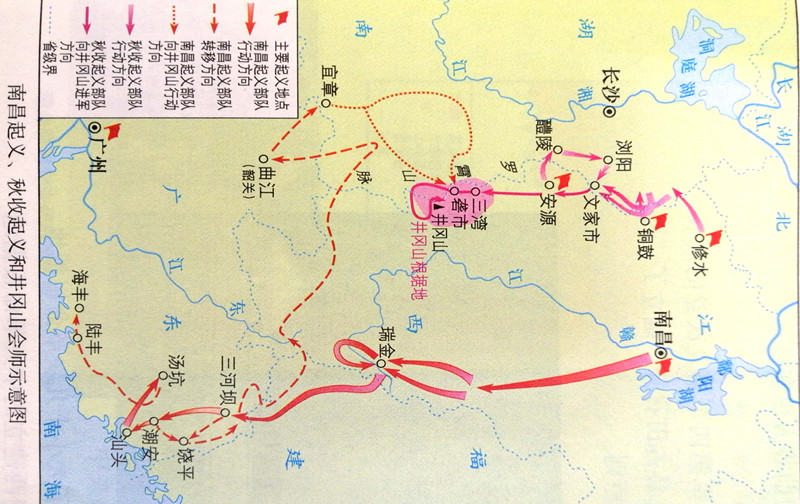 长江
湖北
洞庭湖
江西
修水
鄱阳湖
南昌
铜鼓
赣江
长沙
浏阳
文家市
湖南
湘江
醴陵
安源
罗霄山脉
三湾
砻市
井冈山
井冈山根据地
福建
瑞金
宜章
曲江
(韶关)
三河坝
饶平
潮安
汕头
汤坑
广东
东江
陆丰
海丰
广州
南海
主要起义地点
南昌起义部队
行动方向
南昌起义部队
转移方向
南昌起义部队
向井冈山行动
方向
秋收起义部队
行动方向
秋收起义部队
向井冈山进军
方向
省级界
南昌起义、秋收起义和井冈山会师示意图